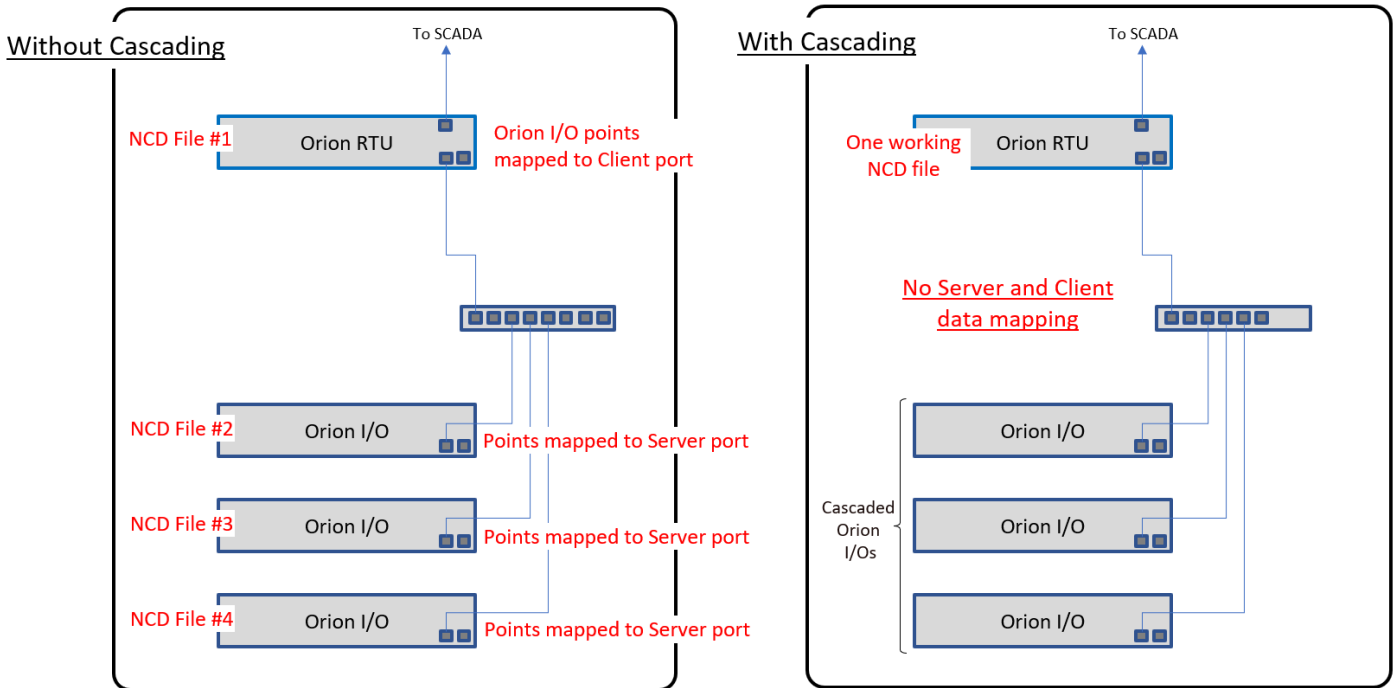 Without Cascading
To SCADA
NCD File #1
Orion RTU
Orion I/O points
mapped to Client port
NCD File #2
Orion I/O
Points mapped to Server port
NCD File #3
Orion I/O
Points mapped to Server port
NCD File #4
Orion I/O
Points mapped to Server port
With Cascading
To SCADA
One working
NCD file
Orion RTU
No Server and Client
data mapping
Cascaded
Orion
I/Os
Orion I/O
Orion I/O
Orion I/O